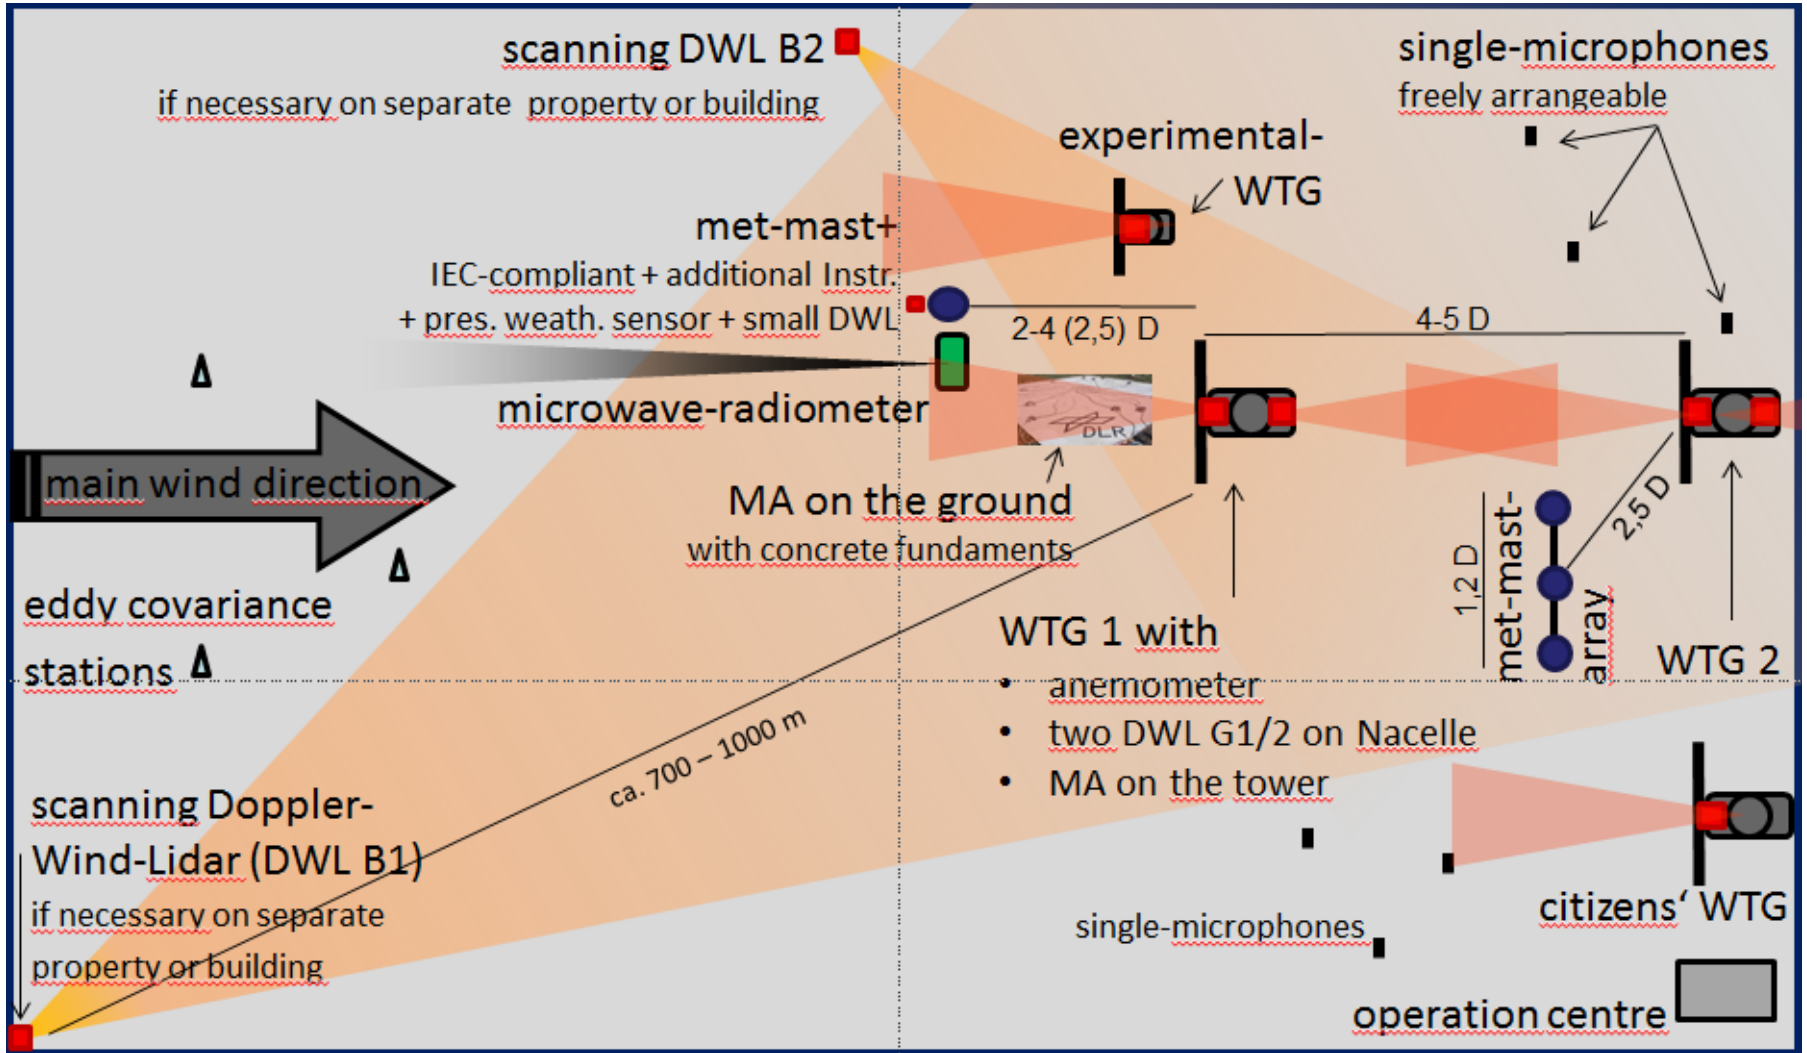 scanning DWL B2
if necessary on separate property or building
single-microphones
freely arrangeable
experimental-
WTG
met-mast+
IEC-compliant + additional Instr.
+ pres. weath. sensor + small DWL
2-4 (2,5) D
4-5 D
microwave-radiometer
DLR
main wind direction
MA on the ground
with concrete fundaments
2,5 D
1,2 D
met-mast-
array
eddy covariance
stations
WTG 1 with
• anemometer
• two DWL G1/2 on Nacelle
• MA on the tower
WTG 2
ca. 700 – 1000 m
scanning Doppler-
Wind-Lidar (DWL B1)
if necessary on separate
property or building
single-microphones
citizens‘ WTG
operation centre